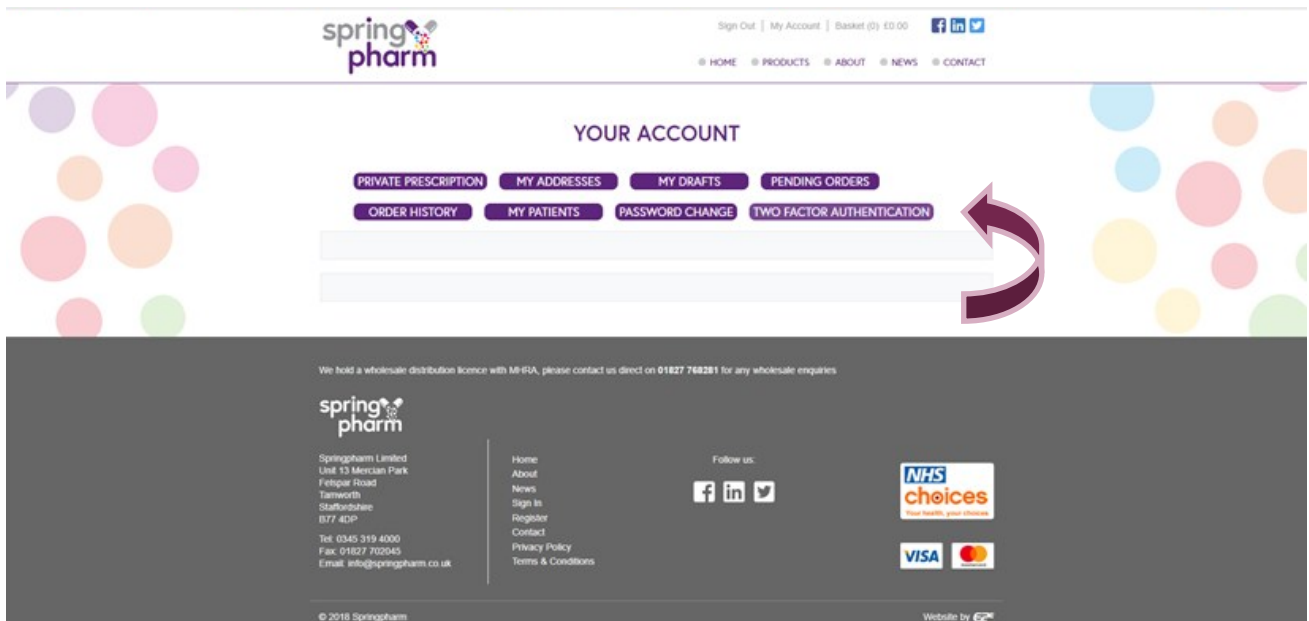 spring
pharm
Sign Out | My Account | Basket (0) £0.00
HOME PRODUCTS ABOUT NEWS CONTACT
YOUR ACCOUNT
PRIVATE PRESCRIPTION MY ADDRESSES MY DRAFTS PENDING ORDERS
ORDER HISTORY MY PATIENTS PASSWORD CHANGE TWO FACTOR AUTHENTICATION
We hold a wholesale distribution licence with MHRA, please contact us direct on 01827 768281 for any wholesale enquiries
spring
pharm
Springpharm Limited
Unit 13 Mercian Park
Felspar Road
Tamworth
Staffordshire
B77 4DP
Tel: 0345 319 4000
Fax: 01827 702045
Email: info@springpharm.co.uk
Home
About
News
Sign In
Register
Contact
Privacy Policy
Terms & Conditions
Follow us:
f in
NHS
choices
Your health, your choices
VISA
mastercard
© 2018 Springpharm
Website by